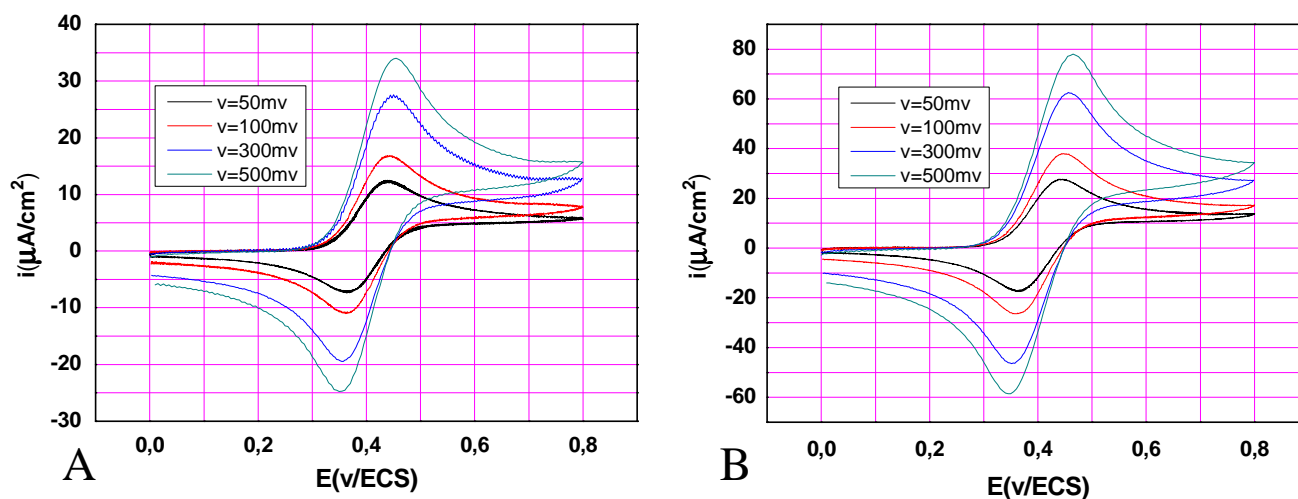 40
30
20
10
0
-10
-20
-30
i(µA/cm²)
v=50mv
v=100mv
v=300mv
v=500mv
0,0 0,2 0,4 0,6 0,8
E(v/ECS)
A
80
60
40
20
0
-20
-40
-60
i(µA/cm²)
v=50mv
v=100mv
v=300mv
v=500mv
0,0 0,2 0,4 0,6 0,8
E(v/ECS)
B